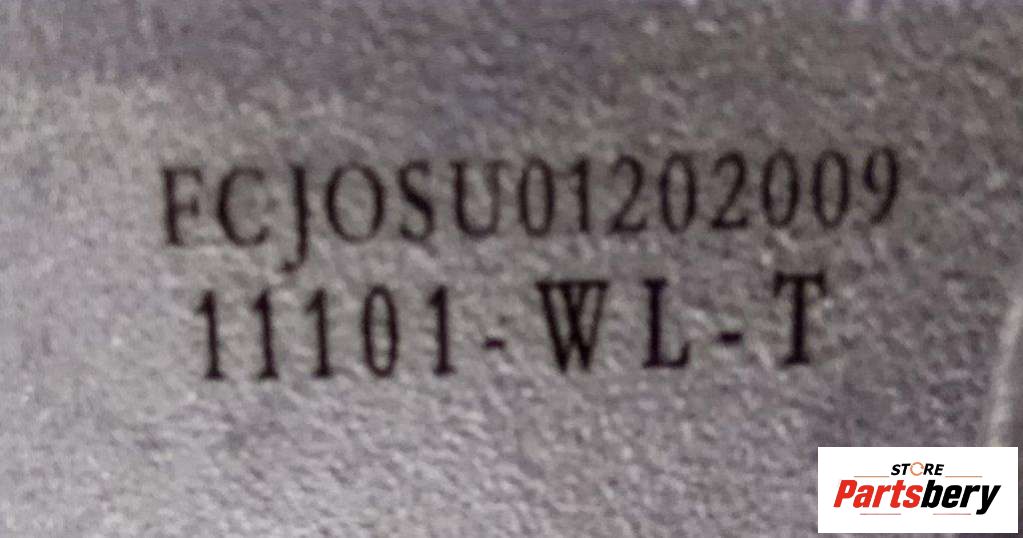 FCJOSU01202009
11101-WL-T
STORE
Partsbery